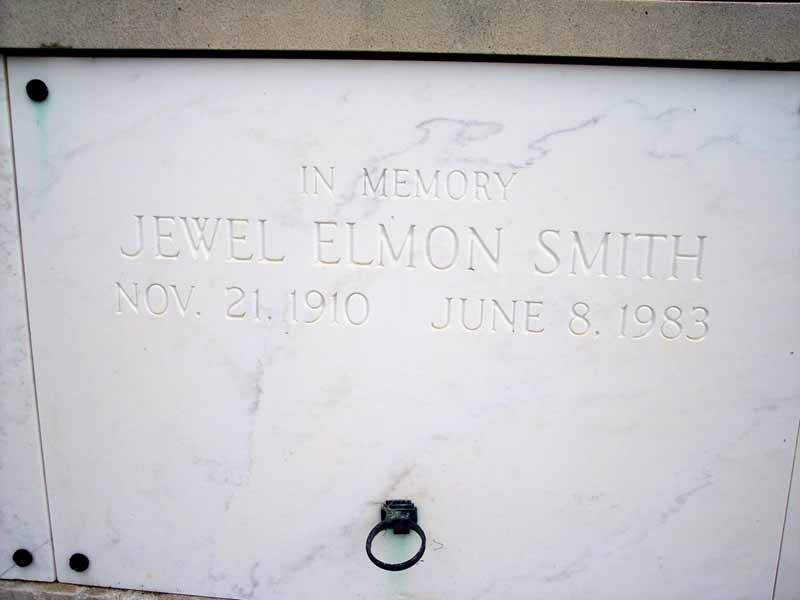 IN MEMORY
JEWEL ELMON SMITH
NOV. 21, 1910 JUNE 8, 1983